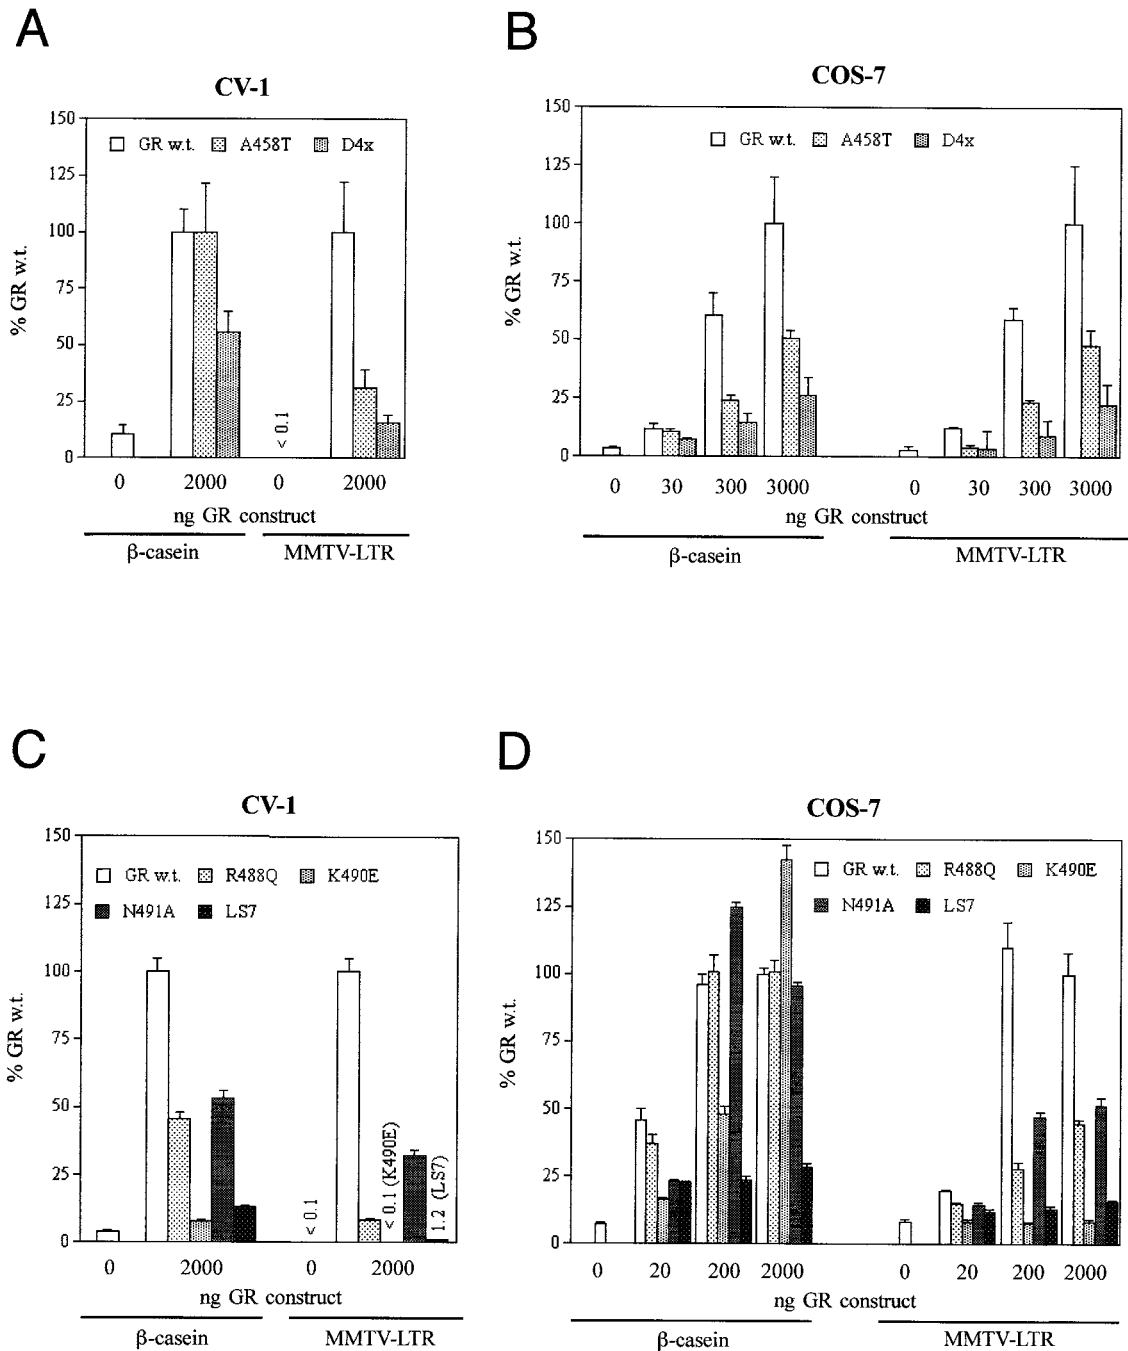 A
CV-1
150
125
100
75
50
25
0
% GR w.t.
GR w.t. A458T D4x
< 0.1
0 2000 0 2000
ng GR construct
β-casein MMTV-LTR
B
COS-7
150
125
100
75
50
25
0
% GR w.t.
GR w.t. A458T D4x
0 30 300 3000 0 30 300 3000
ng GR construct
β-casein MMTV-LTR
C
CV-1
150
125
100
75
50
25
0
% GR w.t.
GR w.t. R488Q K490E
N491A LS7
< 0.1
< 0.1 (K490E)
1.2 (LS7)
0 2000 0 2000
ng GR construct
β-casein MMTV-LTR
D
COS-7
150
125
100
75
50
25
0
% GR w.t.
GR w.t. R488Q K490E
N491A LS7
0 20 200 2000 0 20 200 2000
ng GR construct
β-casein MMTV-LTR